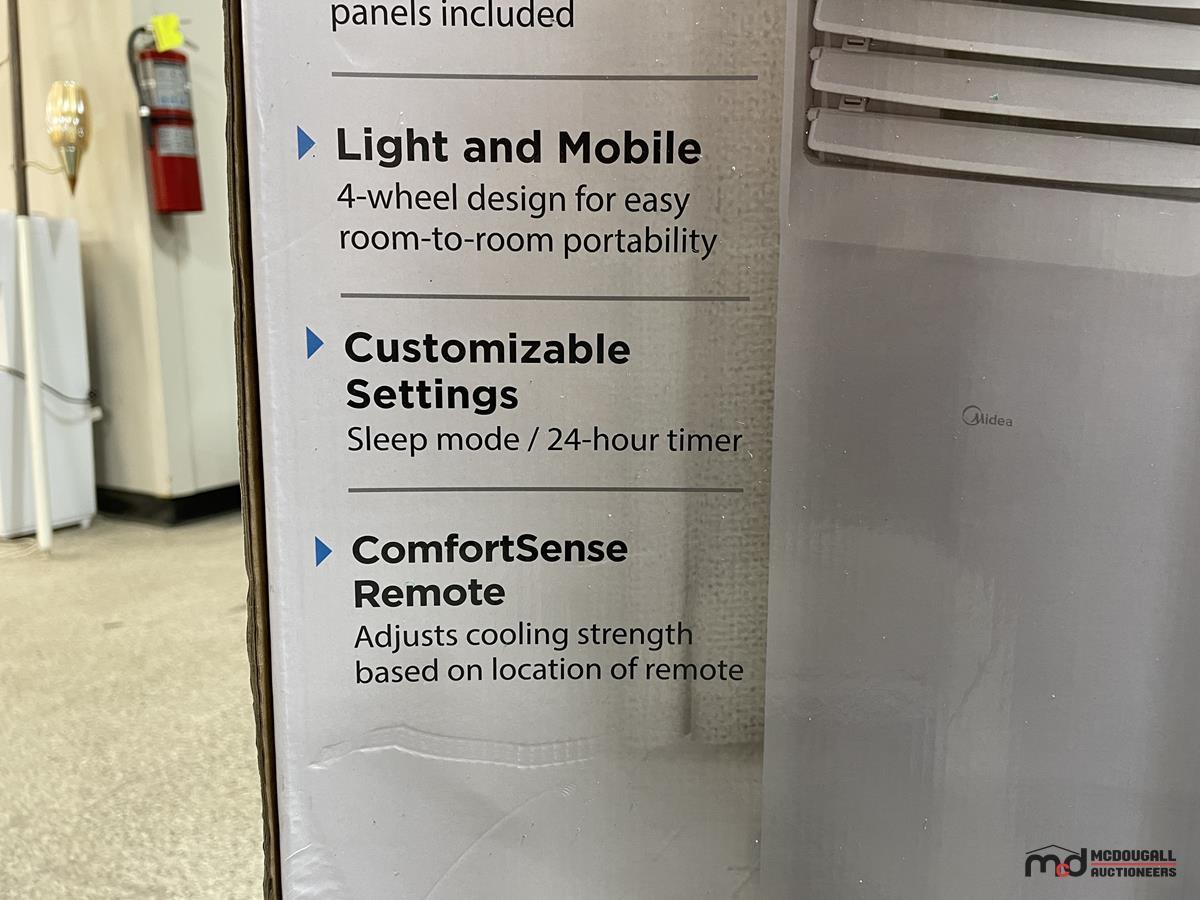 panels included
Light and Mobile
4-wheel design for easy
room-to-room portability
Customizable
Settings
Sleep mode / 24-hour timer
ComfortSense
Remote
Adjusts cooling strength
based on location of remote
Midea
mcd MCDOUGALL
AUCTIONEERS